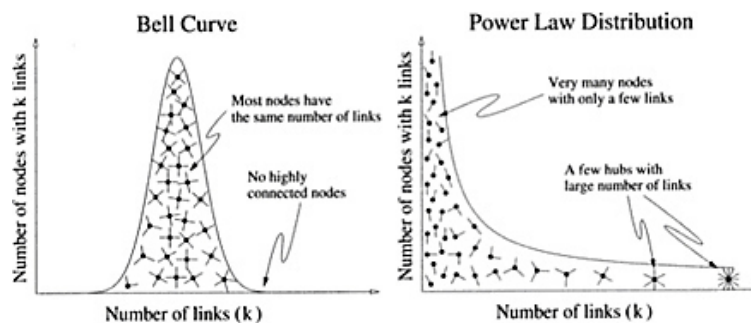 Bell Curve
Number of nodes with k links
Most nodes have
the same number of links
No highly
connected nodes
Number of links (k)
Power Law Distribution
Number of nodes with k links
Very many nodes
with only a few links
A few hubs with
large number of links
Number of links (k)